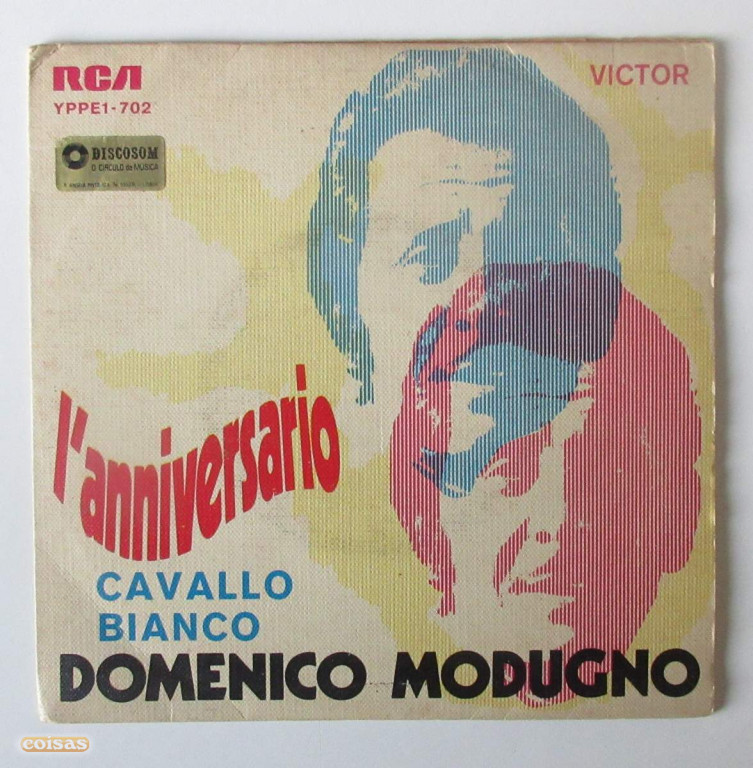 RCA
VICTOR
YPPE1-702
DISCOSOM
O CÍRCULO de MÚSICA
l'anniversario
CAVALLO
BIANCO
DOMENICO MODUGNO
coisas